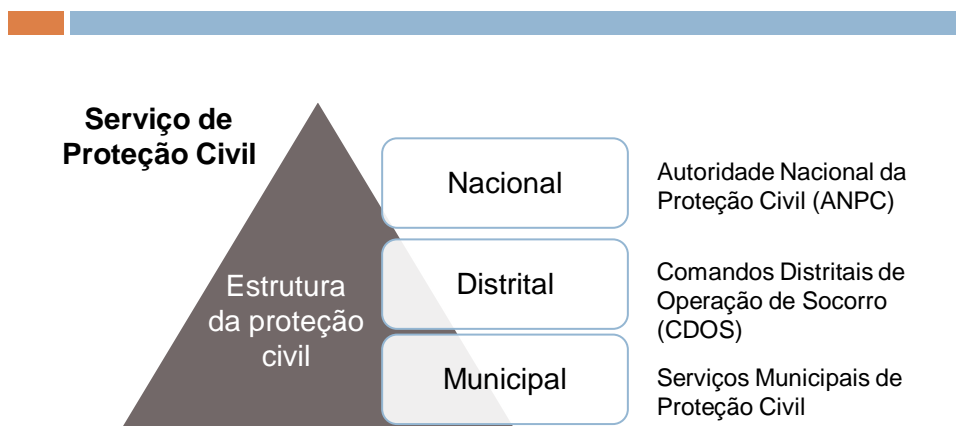 Serviço de
Proteção Civil
Estrutura
da proteção
civil
Nacional
Autoridade Nacional da
Proteção Civil (ANPC)
Distrital
Comandos Distritais de
Operação de Socorro
(CDOS)
Municipal
Serviços Municipais de
Proteção Civil